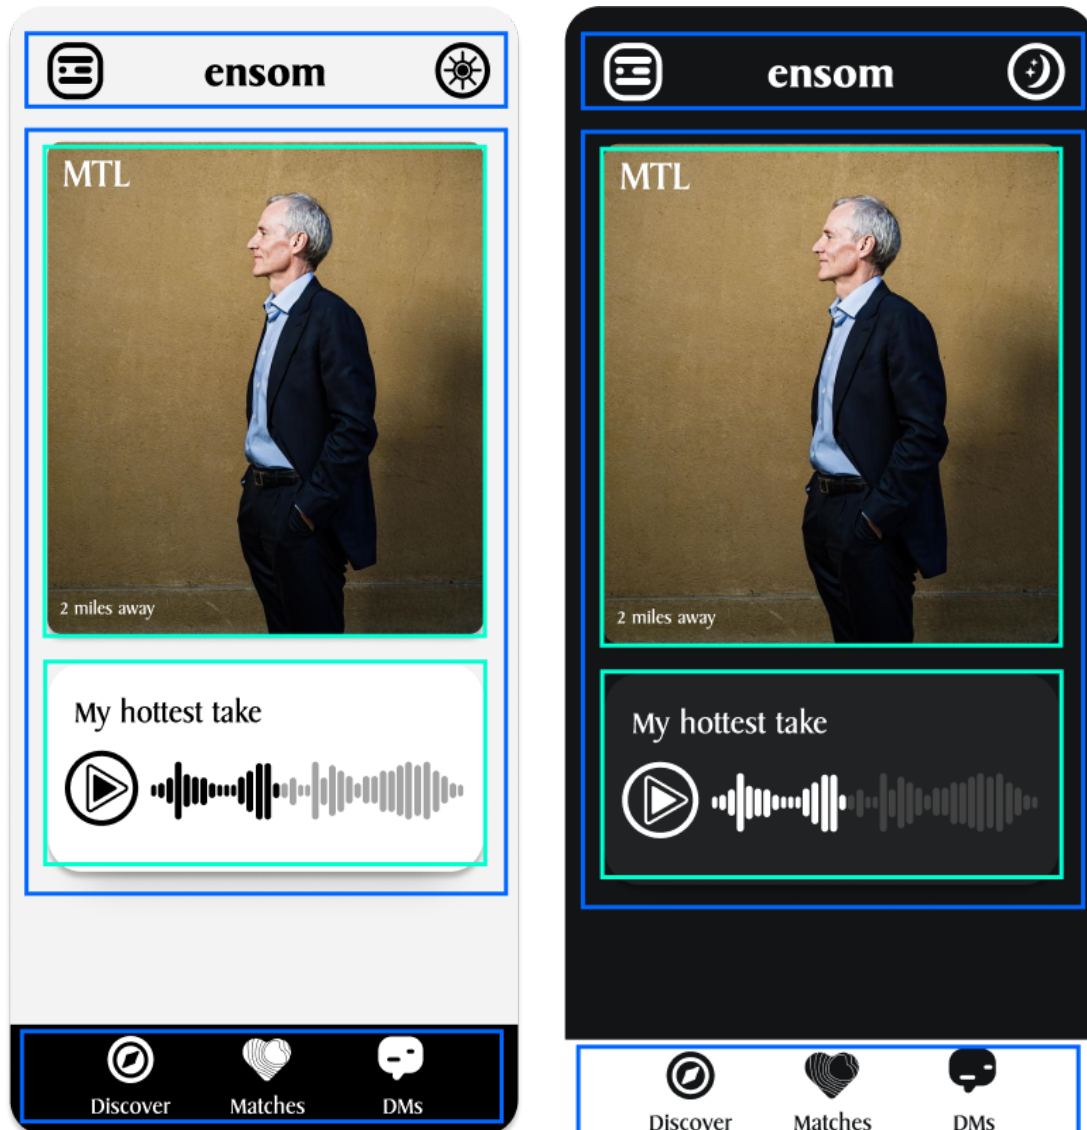 ensom
MTL
2 miles away
My hottest take
Discover Matches DMs
ensom
MTL
2 miles away
My hottest take
Discover Matches DMs